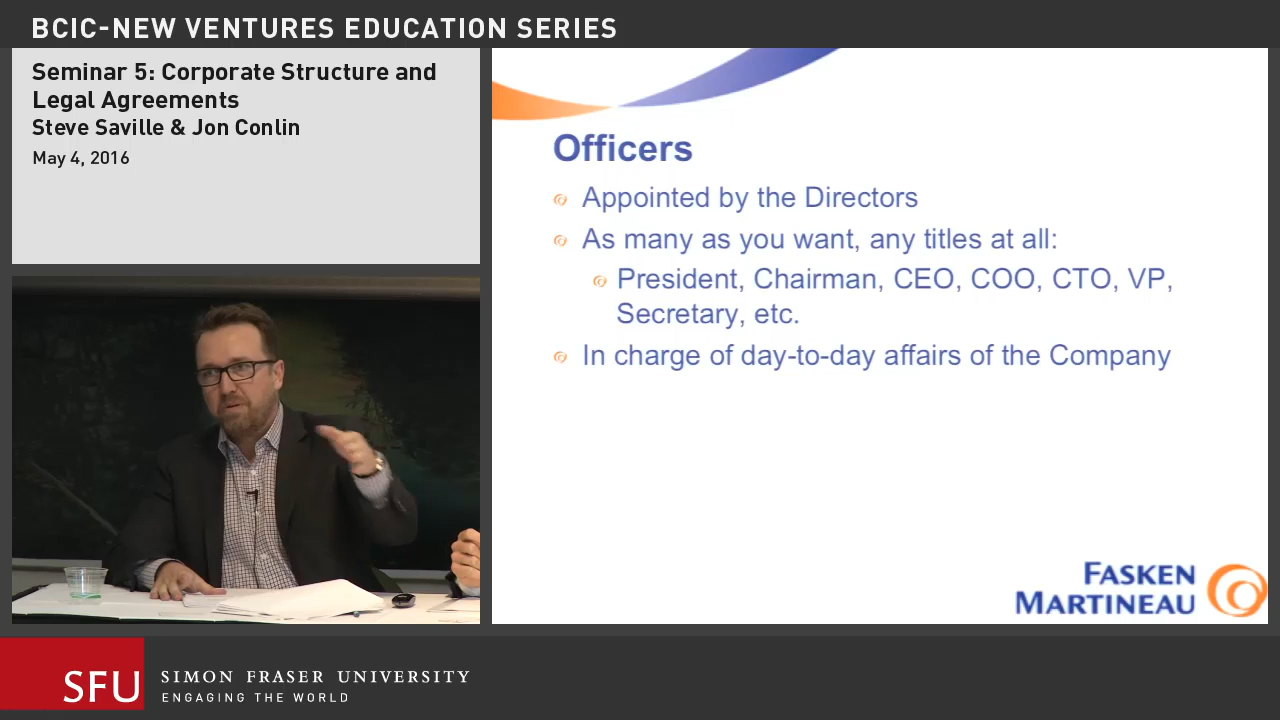 BCIC-NEW VENTURES EDUCATION SERIES
Seminar 5: Corporate Structure and
Legal Agreements
Steve Saville & Jon Conlin
May 4, 2016
Officers
Appointed by the Directors
As many as you want, any titles at all:
President, Chairman, CEO, COO, CTO, VP,
Secretary, etc.
In charge of day-to-day affairs of the Company
FASKEN
MARTINEAU
SFU
SIMON FRASER UNIVERSITY
ENGAGING THE WORLD